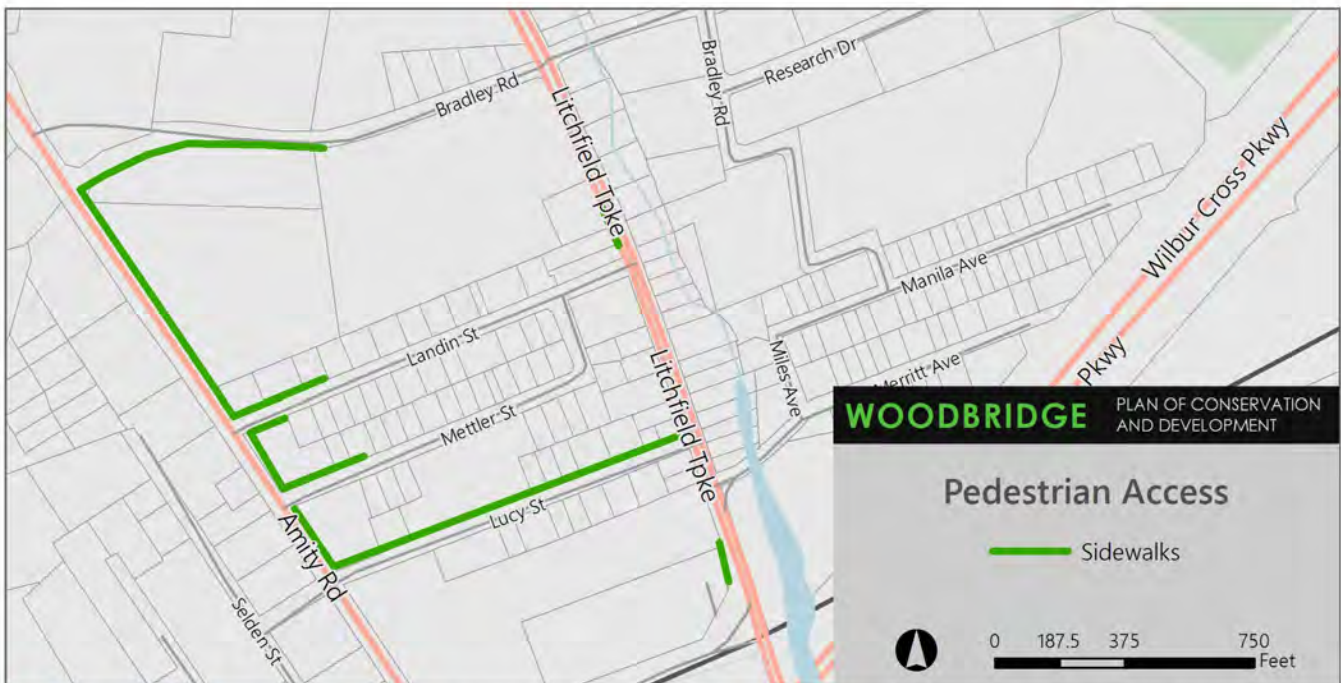 Bradley Rd
Litchfield Tpke
Bradley Rd
Research Dr
Wilbur Cross Pkwy
Manila Ave
Landin St
Litchfield Tpke
Miles Ave
Merritt Ave
Pkwy
Mettler St
Lucy St
Amity Rd
Selden St
WOODBRIDGE
PLAN OF CONSERVATION
AND DEVELOPMENT
Pedestrian Access
Sidewalks
0 187.5 375 750
Feet